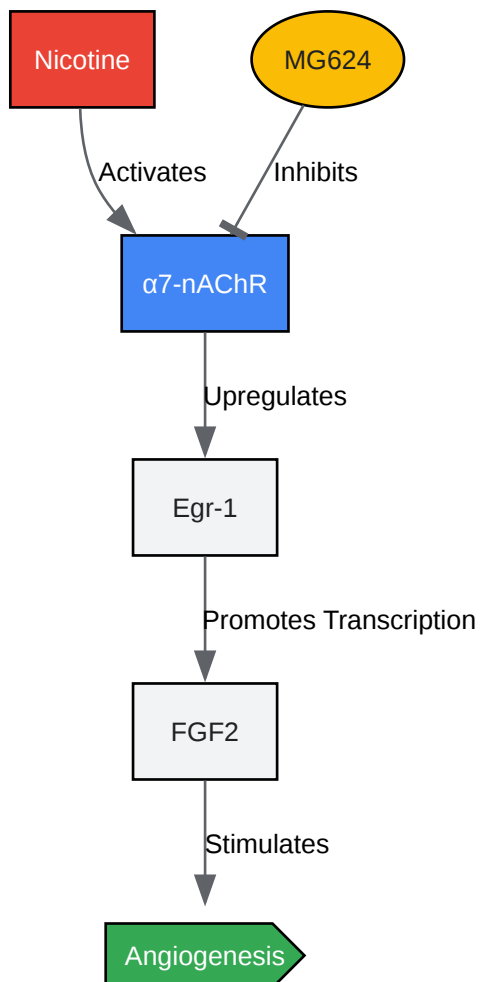 Nicotine
MG624
Activates
Inhibits
α7-nAChR
Upregulates
Egr-1
Promotes Transcription
FGF2
Stimulates
Angiogenesis